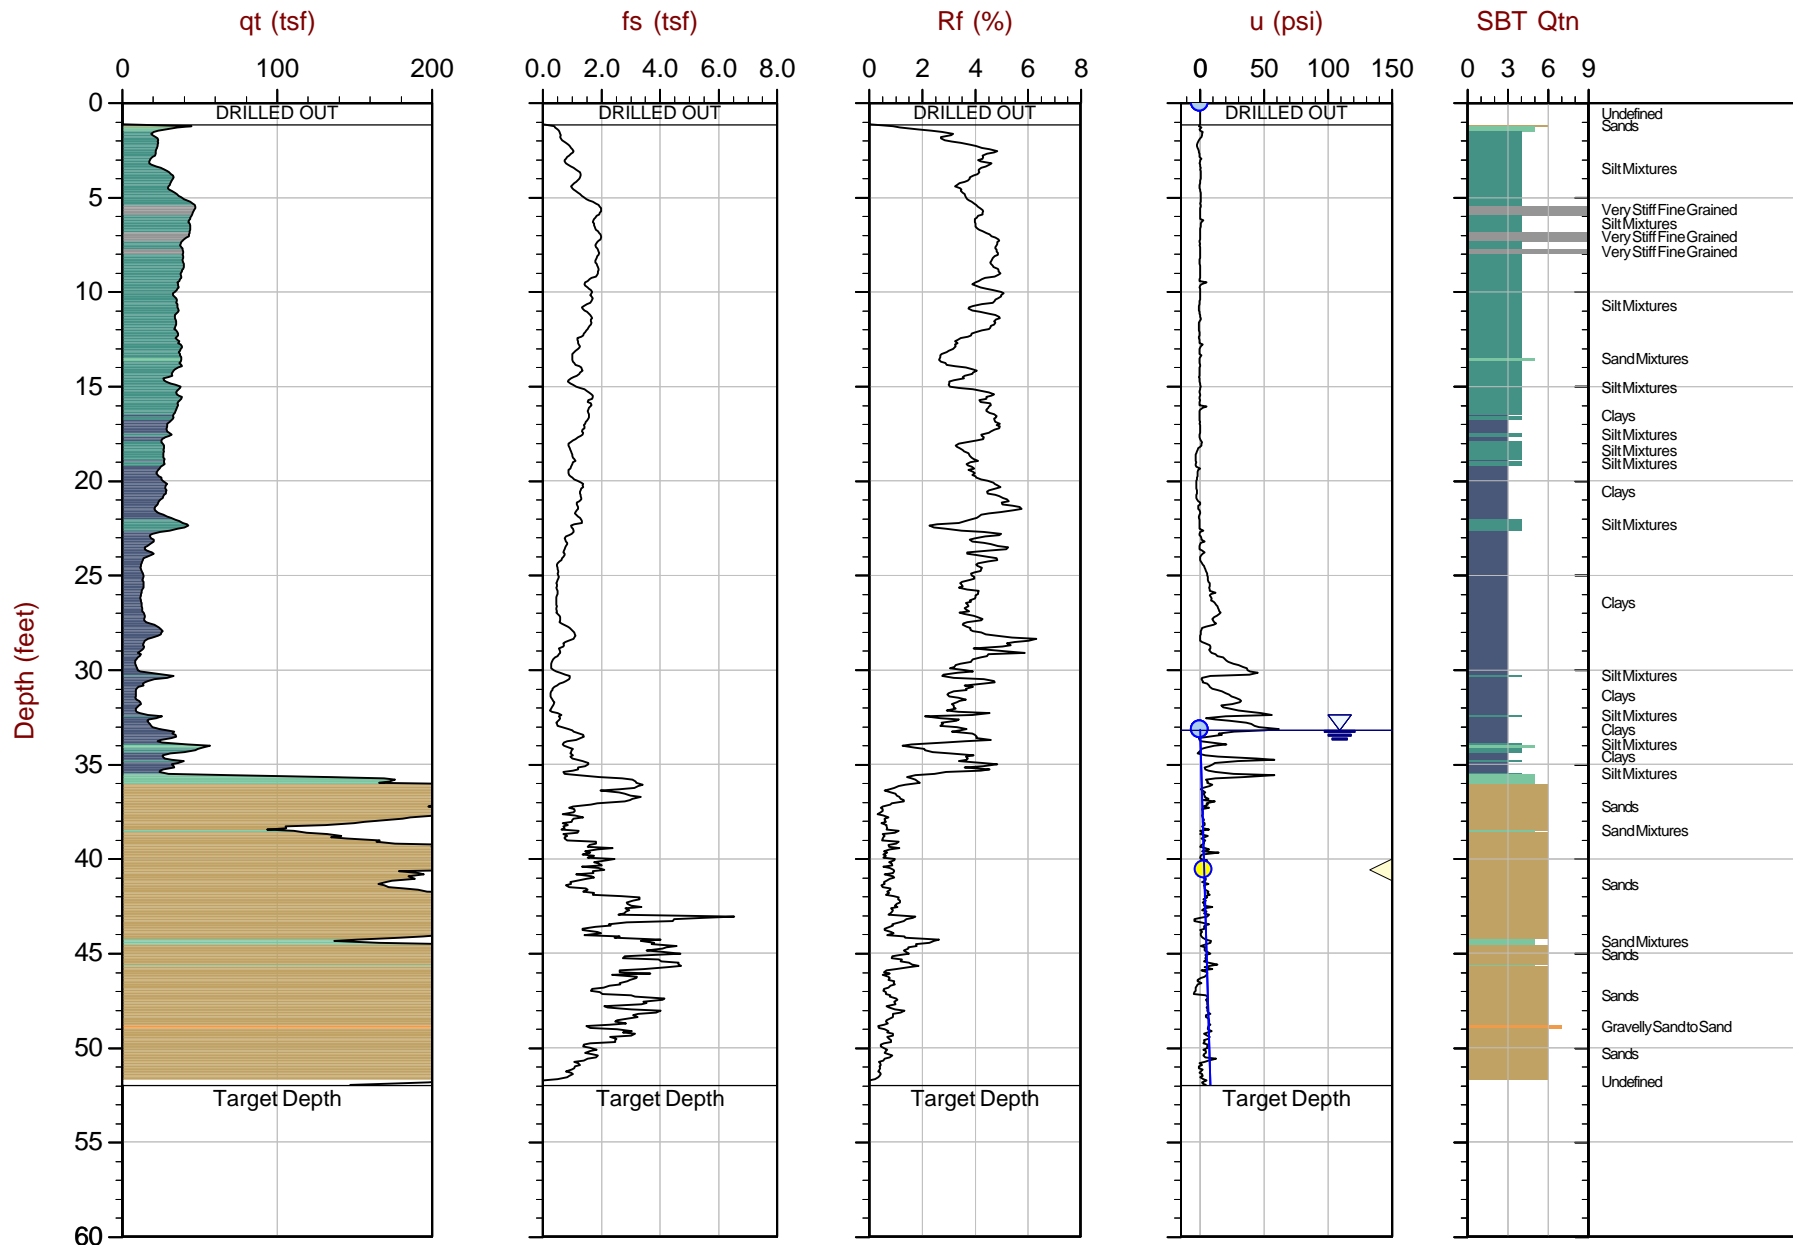 qt (tsf)
fs (tsf)
Rf (%)
u (psi)
SBT Qtn
0 100 200
0.0 2.0 4.0 6.0 8.0
0 2 4 6 8
0 50 100 150
0 3 6 9
0
5
10
15
20
25
30
35
40
45
50
55
60
Depth (feet)
DRILLED OUT
DRILLED OUT
DRILLED OUT
DRILLED OUT
Undefined
Sands
Silt Mixtures
Very Stiff Fine Grained
Silt Mixtures
Very Stiff Fine Grained
Very Stiff Fine Grained
Silt Mixtures
Sand Mixtures
Silt Mixtures
Clays
Silt Mixtures
Silt Mixtures
Silt Mixtures
Clays
Silt Mixtures
Clays
Silt Mixtures
Clays
Silt Mixtures
Clays
Silt Mixtures
Clays
Silt Mixtures
Sands
Sand Mixtures
Sands
Sand Mixtures
Sands
Sands
Gravelly Sand to Sand
Sands
Undefined
Target Depth
Target Depth
Target Depth
Target Depth